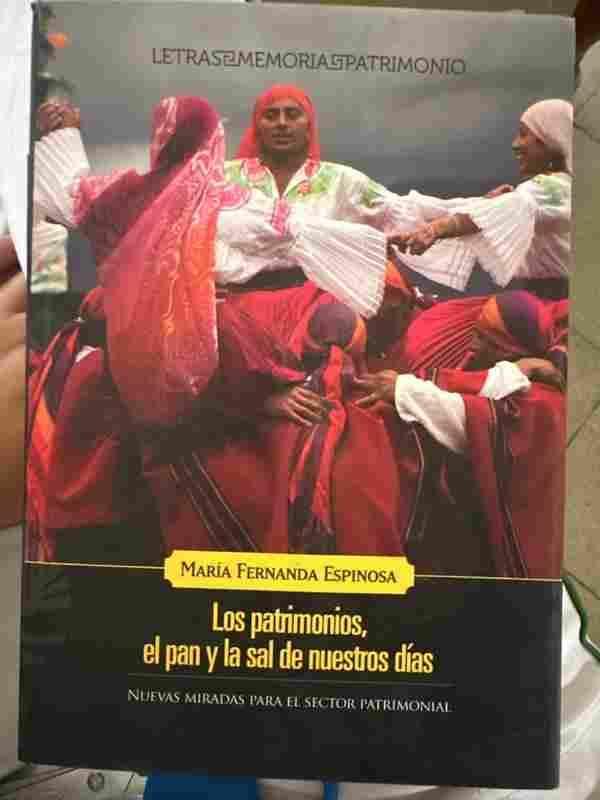 LETRAS MEMORIA PATRIMONIO
MARÍA FERNANDA ESPINOSA
Los patrimonios,
el pan y la sal de nuestros días
NUEVAS MIRADAS PARA EL SECTOR PATRIMONIAL